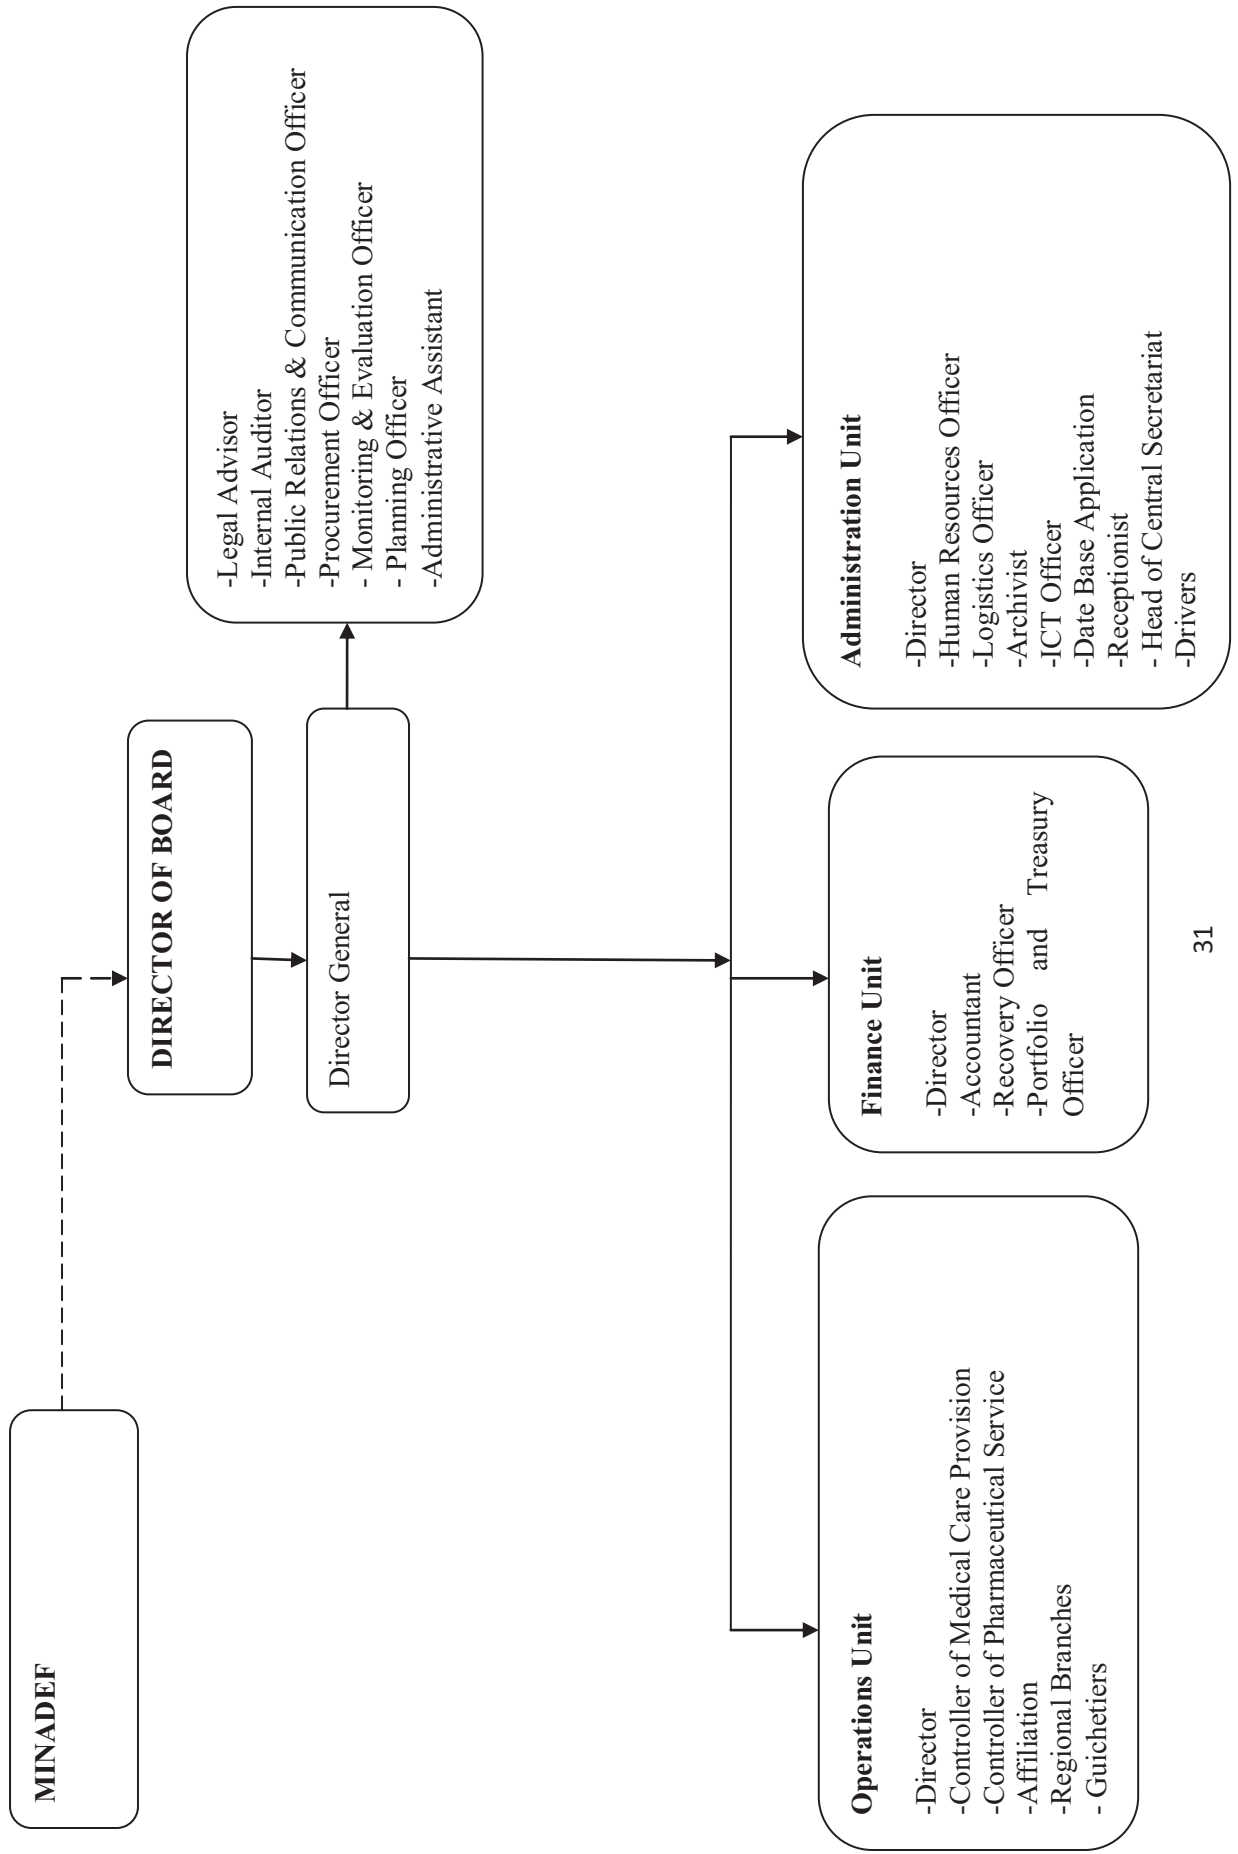 MINADEF
DIRECTOR OF BOARD
Director General
-Legal Advisor
-Internal Auditor
-Public Relations & Communication Officer
-Procurement Officer
- Monitoring & Evaluation Officer
- Planning Officer
-Administrative Assistant
Operations Unit
-Director
-Controller of Medical Care Provision
-Controller of Pharmaceutical Service
-Affiliation
-Regional Branches
- Guichetiers
Finance Unit
-Director
-Accountant
-Recovery Officer
-Portfolio and Treasury
Officer
Administration Unit
-Director
-Human Resources Officer
-Logistics Officer
-Archivist
-ICT Officer
-Date Base Application
-Receptionist
- Head of Central Secretariat
-Drivers
31